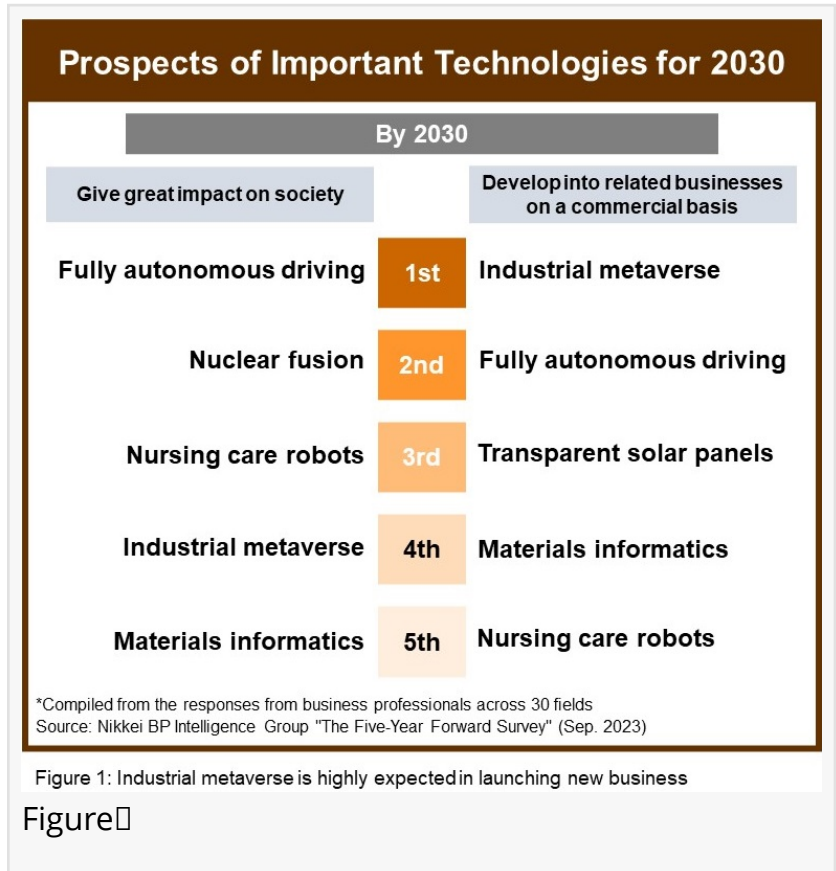 Prospects of Important Technologies for 2030
By 2030
Give great impact on society
Develop into related businesses
on a commercial basis
Fully autonomous driving 1st Industrial metaverse
Nuclear fusion 2nd Fully autonomous driving
Nursing care robots 3rd Transparent solar panels
Industrial metaverse 4th Materials informatics
Materials informatics 5th Nursing care robots
*Compiled from the responses from business professionals across 30 fields
Source: Nikkei BP Intelligence Group "The Five-Year Forward Survey" (Sep. 2023)
Figure 1: Industrial metaverse is highly expected in launching new business
Figure